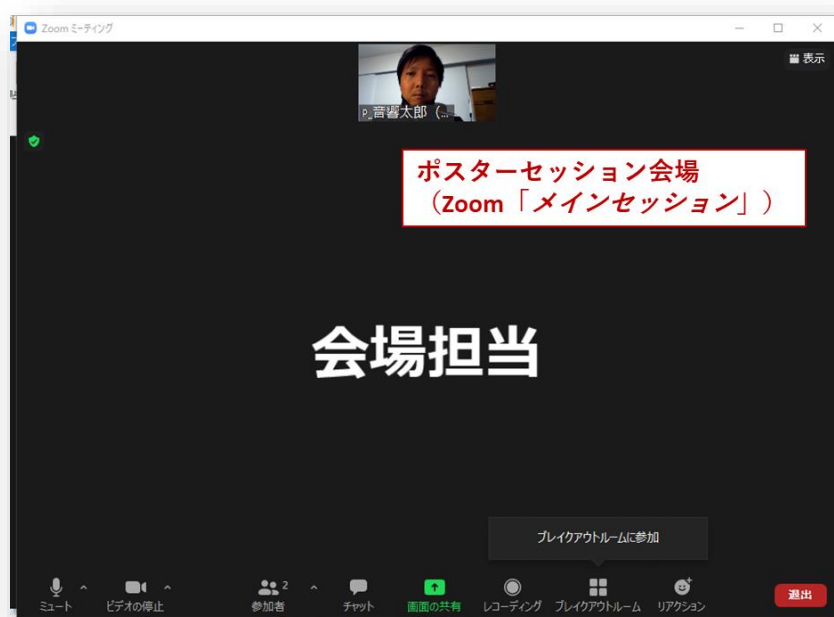 Zoom ミーティング
表示
P_音響太郎（...
ポスターセッション会場
（Zoom「メインセッション」）
会場担当
ブレイクアウトルームに参加
2
ミュート
ビデオの停止
参加者
チャット
画面の共有
レコーディング
ブレイクアウトルーム
リアクション
退出